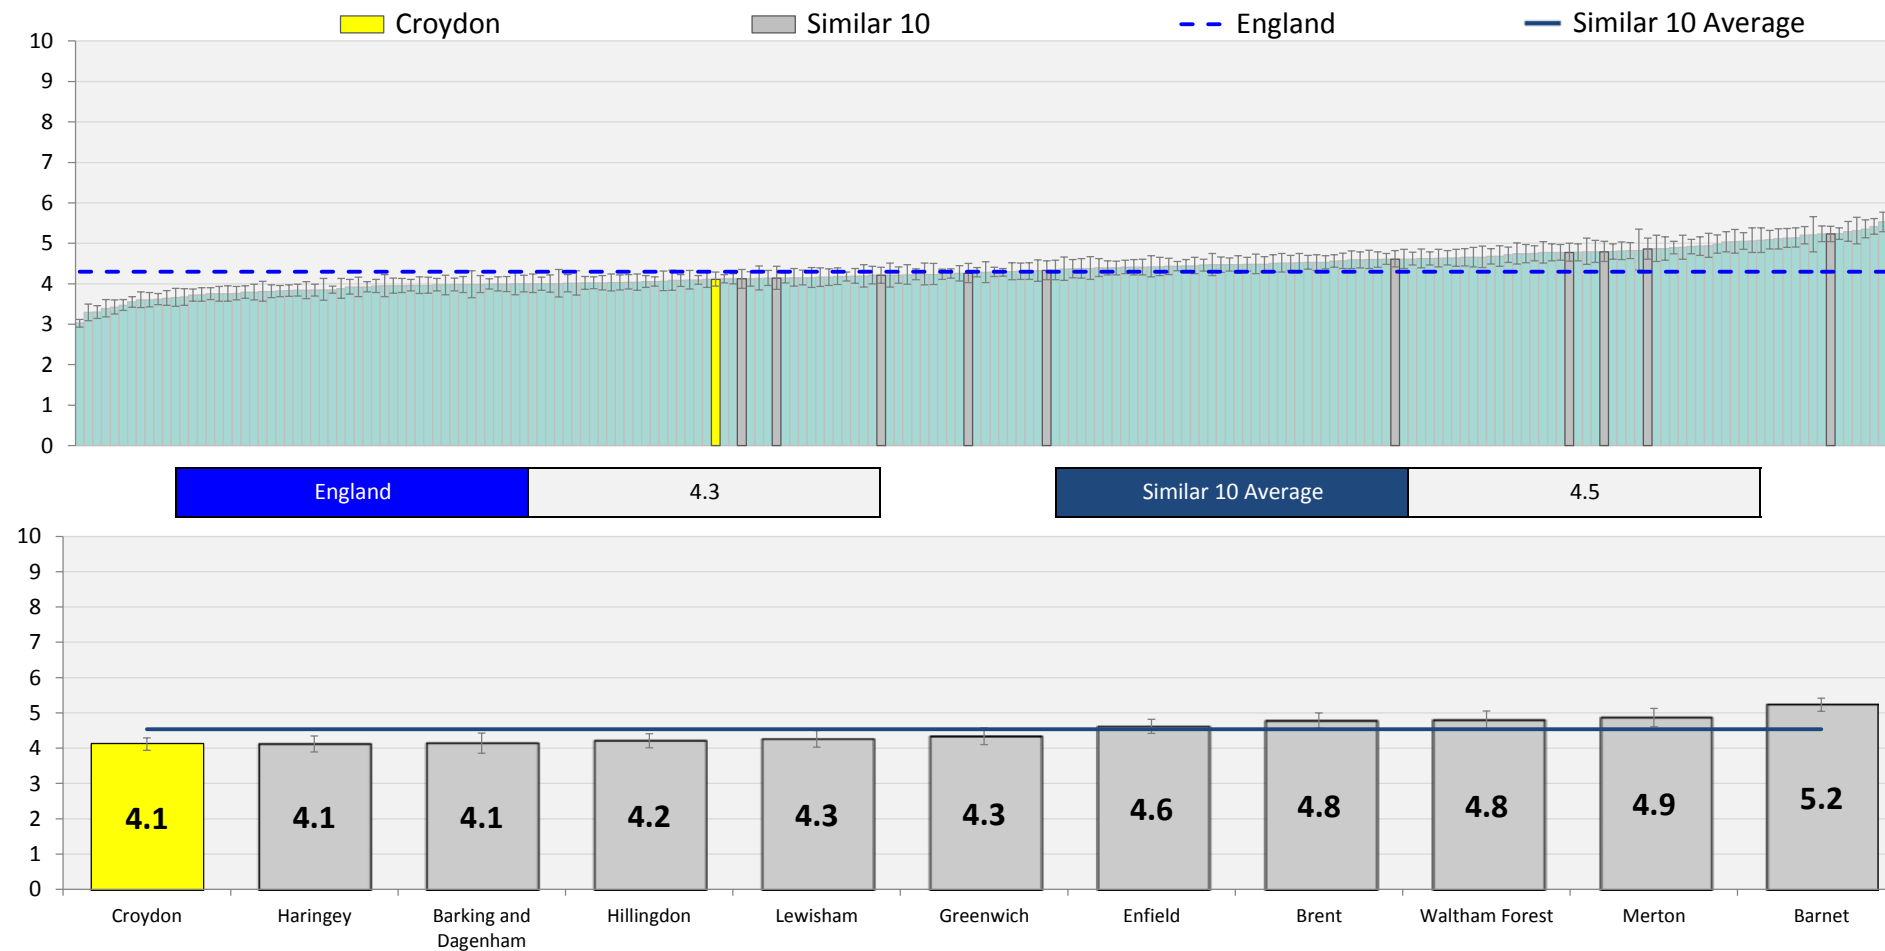 Croydon
Similar 10
England
Similar 10 Average
10
9
8
7
6
5
4
3
2
1
0
England 4.3
Similar 10 Average 4.5
10
9
8
7
6
5
4
3
2
1
0
4.1 4.1 4.1 4.2 4.3 4.3 4.6 4.8 4.8 4.9 5.2
Croydon
Haringey
Barking and
Dagenham
Hillingdon
Lewisham
Greenwich
Enfield
Brent
Waltham Forest
Merton
Barnet